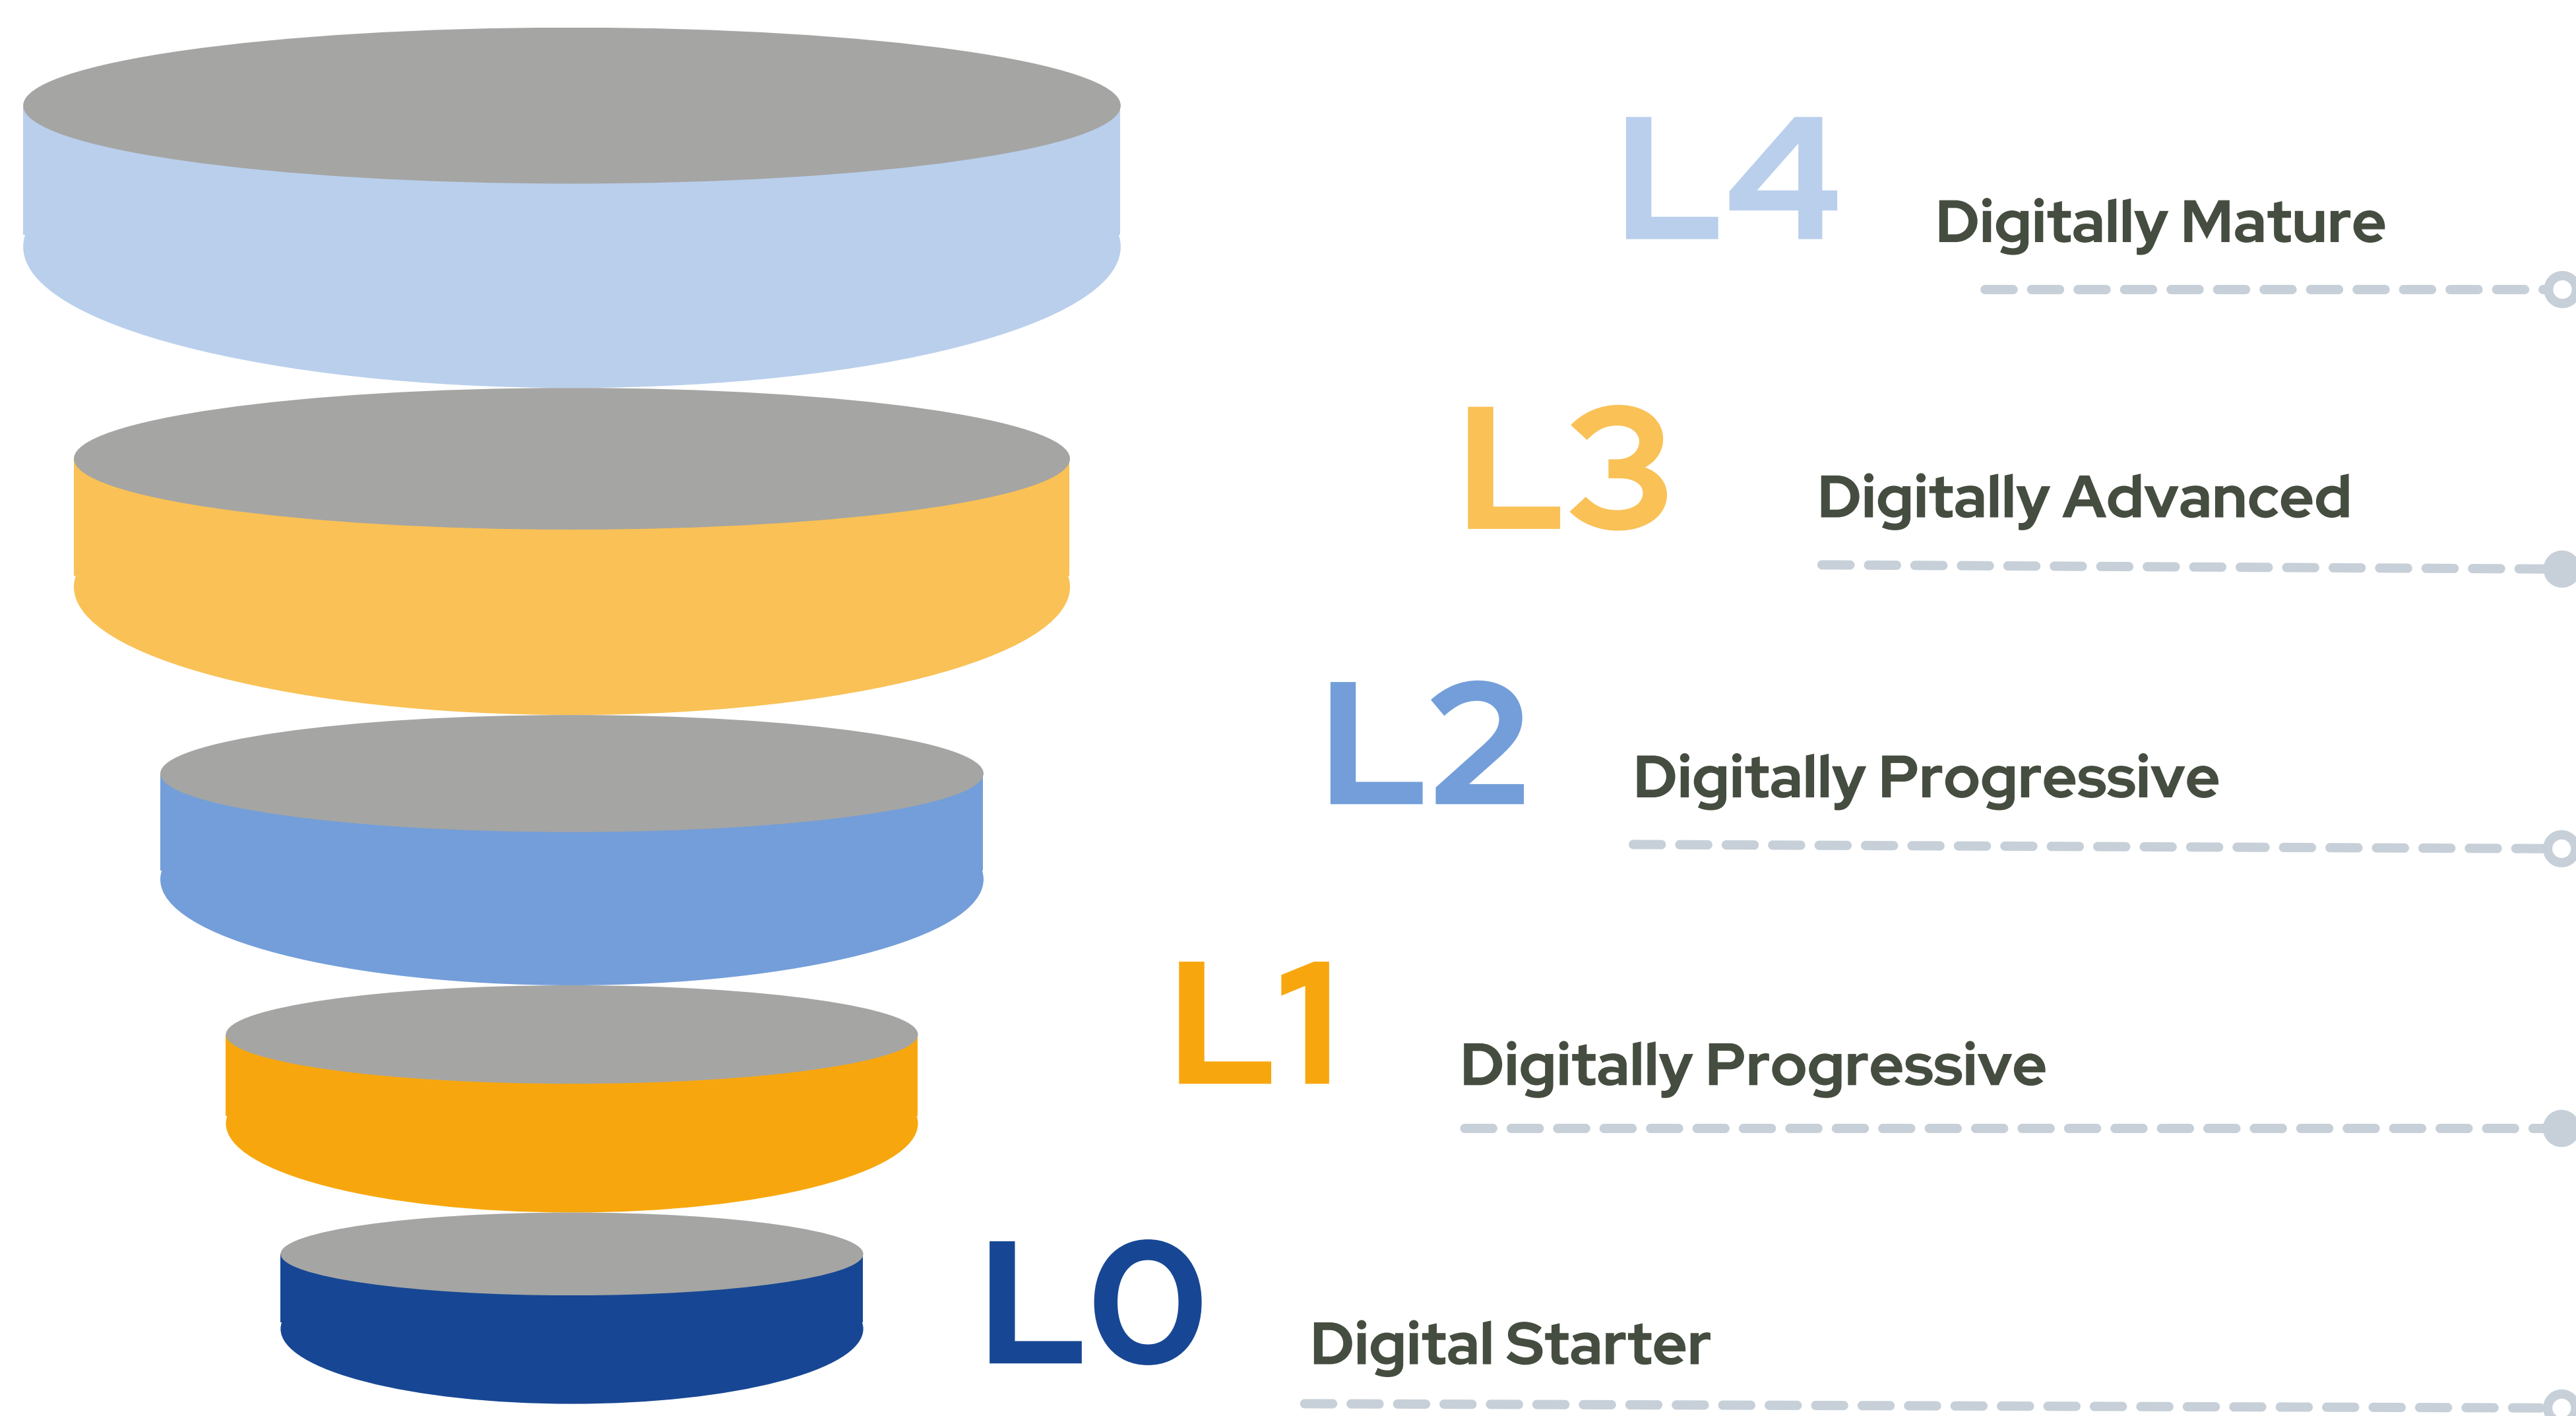 L4
Digitally Mature
L3
Digitally Advanced
L2
Digitally Progressive
L1
Digitally Progressive
L0
Digital Starter